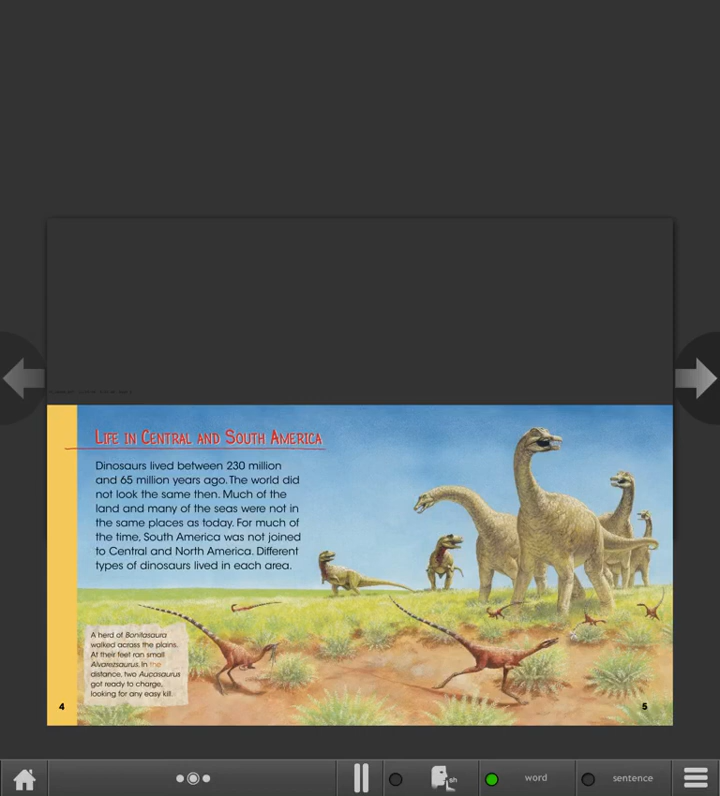 LIFE IN CENTRAL AND SOUTH AMERICA
Dinosaurs lived between 230 million
and 65 million years ago. The world did
not look the same then. Much of the
land and many of the seas were not in
the same places as today. For much of
the time, South America was not joined
to Central and North America. Different
types of dinosaurs lived in each area.
A herd of Bonitasaura
walked across the plains.
At their feet ran small
Alvarezsaurus. In the
distance, two Aucasaurus
got ready to charge,
looking for any easy kill.
4
5
sh
word
sentence